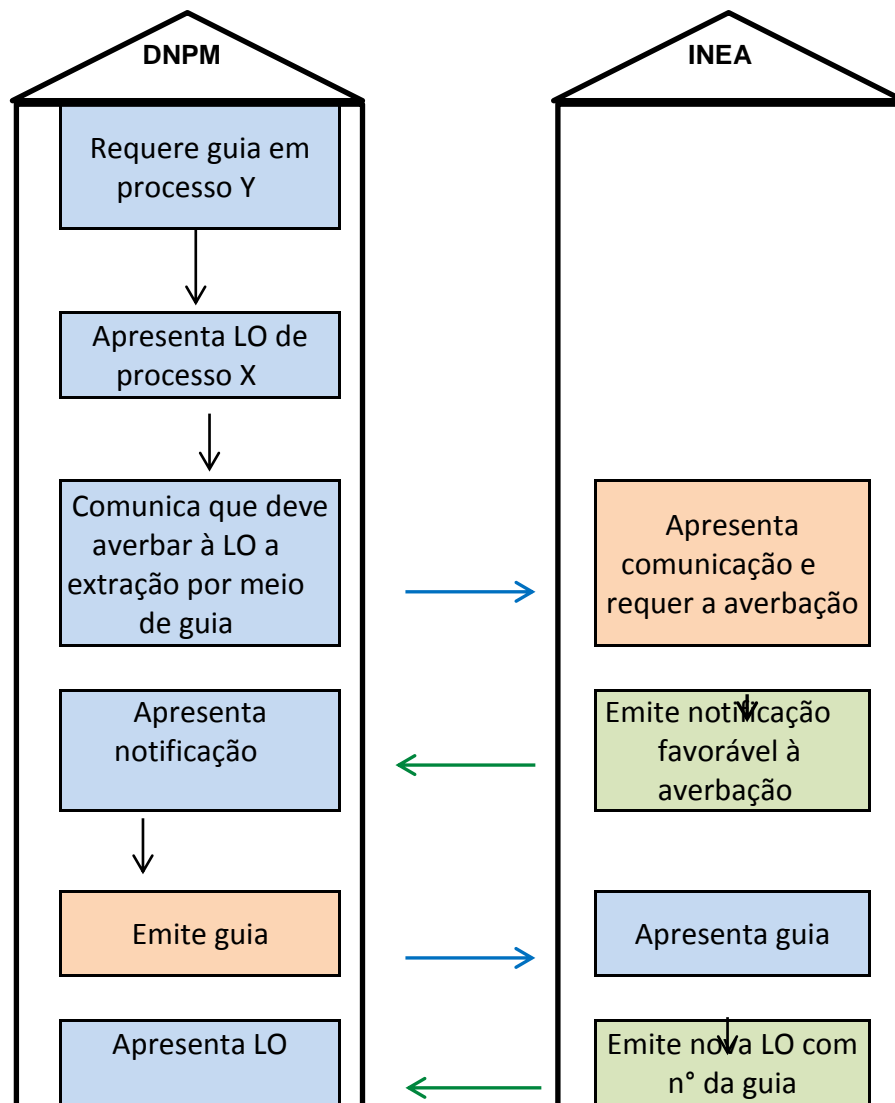 DNPM
Requere guia em
processo Y
Apresenta LO de
processo X
Comunica que deve
averbar à LO a
extração por meio
de guia
Apresenta
notificação
Emite guia
Apresenta LO
INEA
Apresenta
comunicação e
requer a averbação
Emite notificação
favorável à
averbação
Apresenta guia
Emite nova LO com
n° da guia